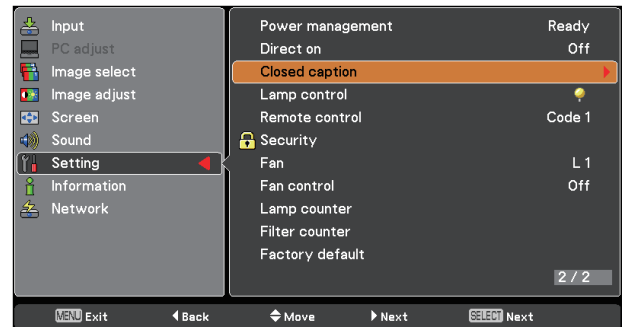 Input
PC adjust
Image select
Image adjust
Screen
Sound
Setting
Information
Network
Power management Ready
Direct on Off
Closed caption
Lamp control
Remote control Code 1
Security
Fan L 1
Fan control Off
Lamp counter
Filter counter
Factory default
2 / 2
MENU Exit Back Move Next SELECT Next